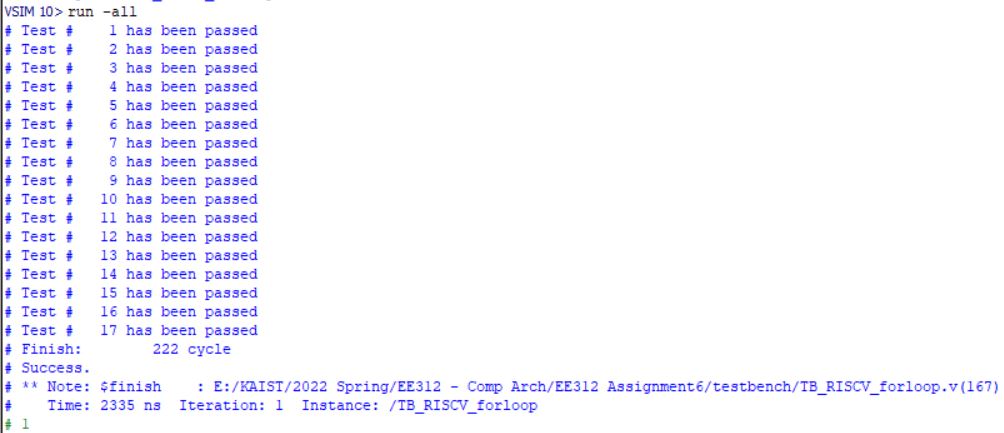 VSIM 10> run -all
# Test #    1 has been passed
# Test #    2 has been passed
# Test #    3 has been passed
# Test #    4 has been passed
# Test #    5 has been passed
# Test #    6 has been passed
# Test #    7 has been passed
# Test #    8 has been passed
# Test #    9 has been passed
# Test #   10 has been passed
# Test #   11 has been passed
# Test #   12 has been passed
# Test #   13 has been passed
# Test #   14 has been passed
# Test #   15 has been passed
# Test #   16 has been passed
# Test #   17 has been passed
# Finish:        222 cycle
# Success.
# ** Note: $finish    : E:/KAIST/2022 Spring/EE312 - Comp Arch/EE312 Assignment6/testbench/TB_RISCV_forloop.v(167)
#    Time: 2335 ns  Iteration: 1  Instance: /TB_RISCV_forloop
# 1